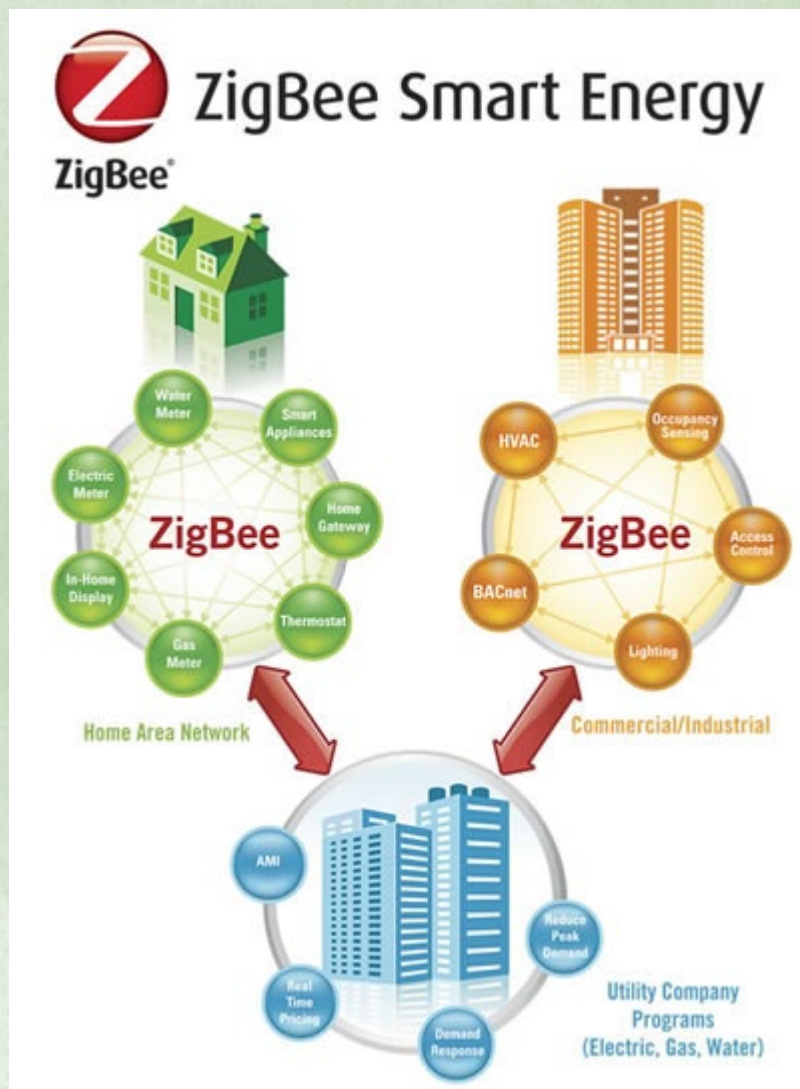 ZigBee Smart Energy
ZigBee®
Water
Meter
Smart
Appliances
Electric
Meter
Home
Gateway
ZigBee
In-Home
Display
Thermostat
Gas
Meter
Home Area Network
HVAC
Occupancy
Sensing
ZigBee
Access
Control
BACnet
Lighting
Commercial/Industrial
AMI
Reduce
Peak
Demand
Real
Time
Pricing
Demand
Response
Utility Company
Programs
(Electric, Gas, Water)